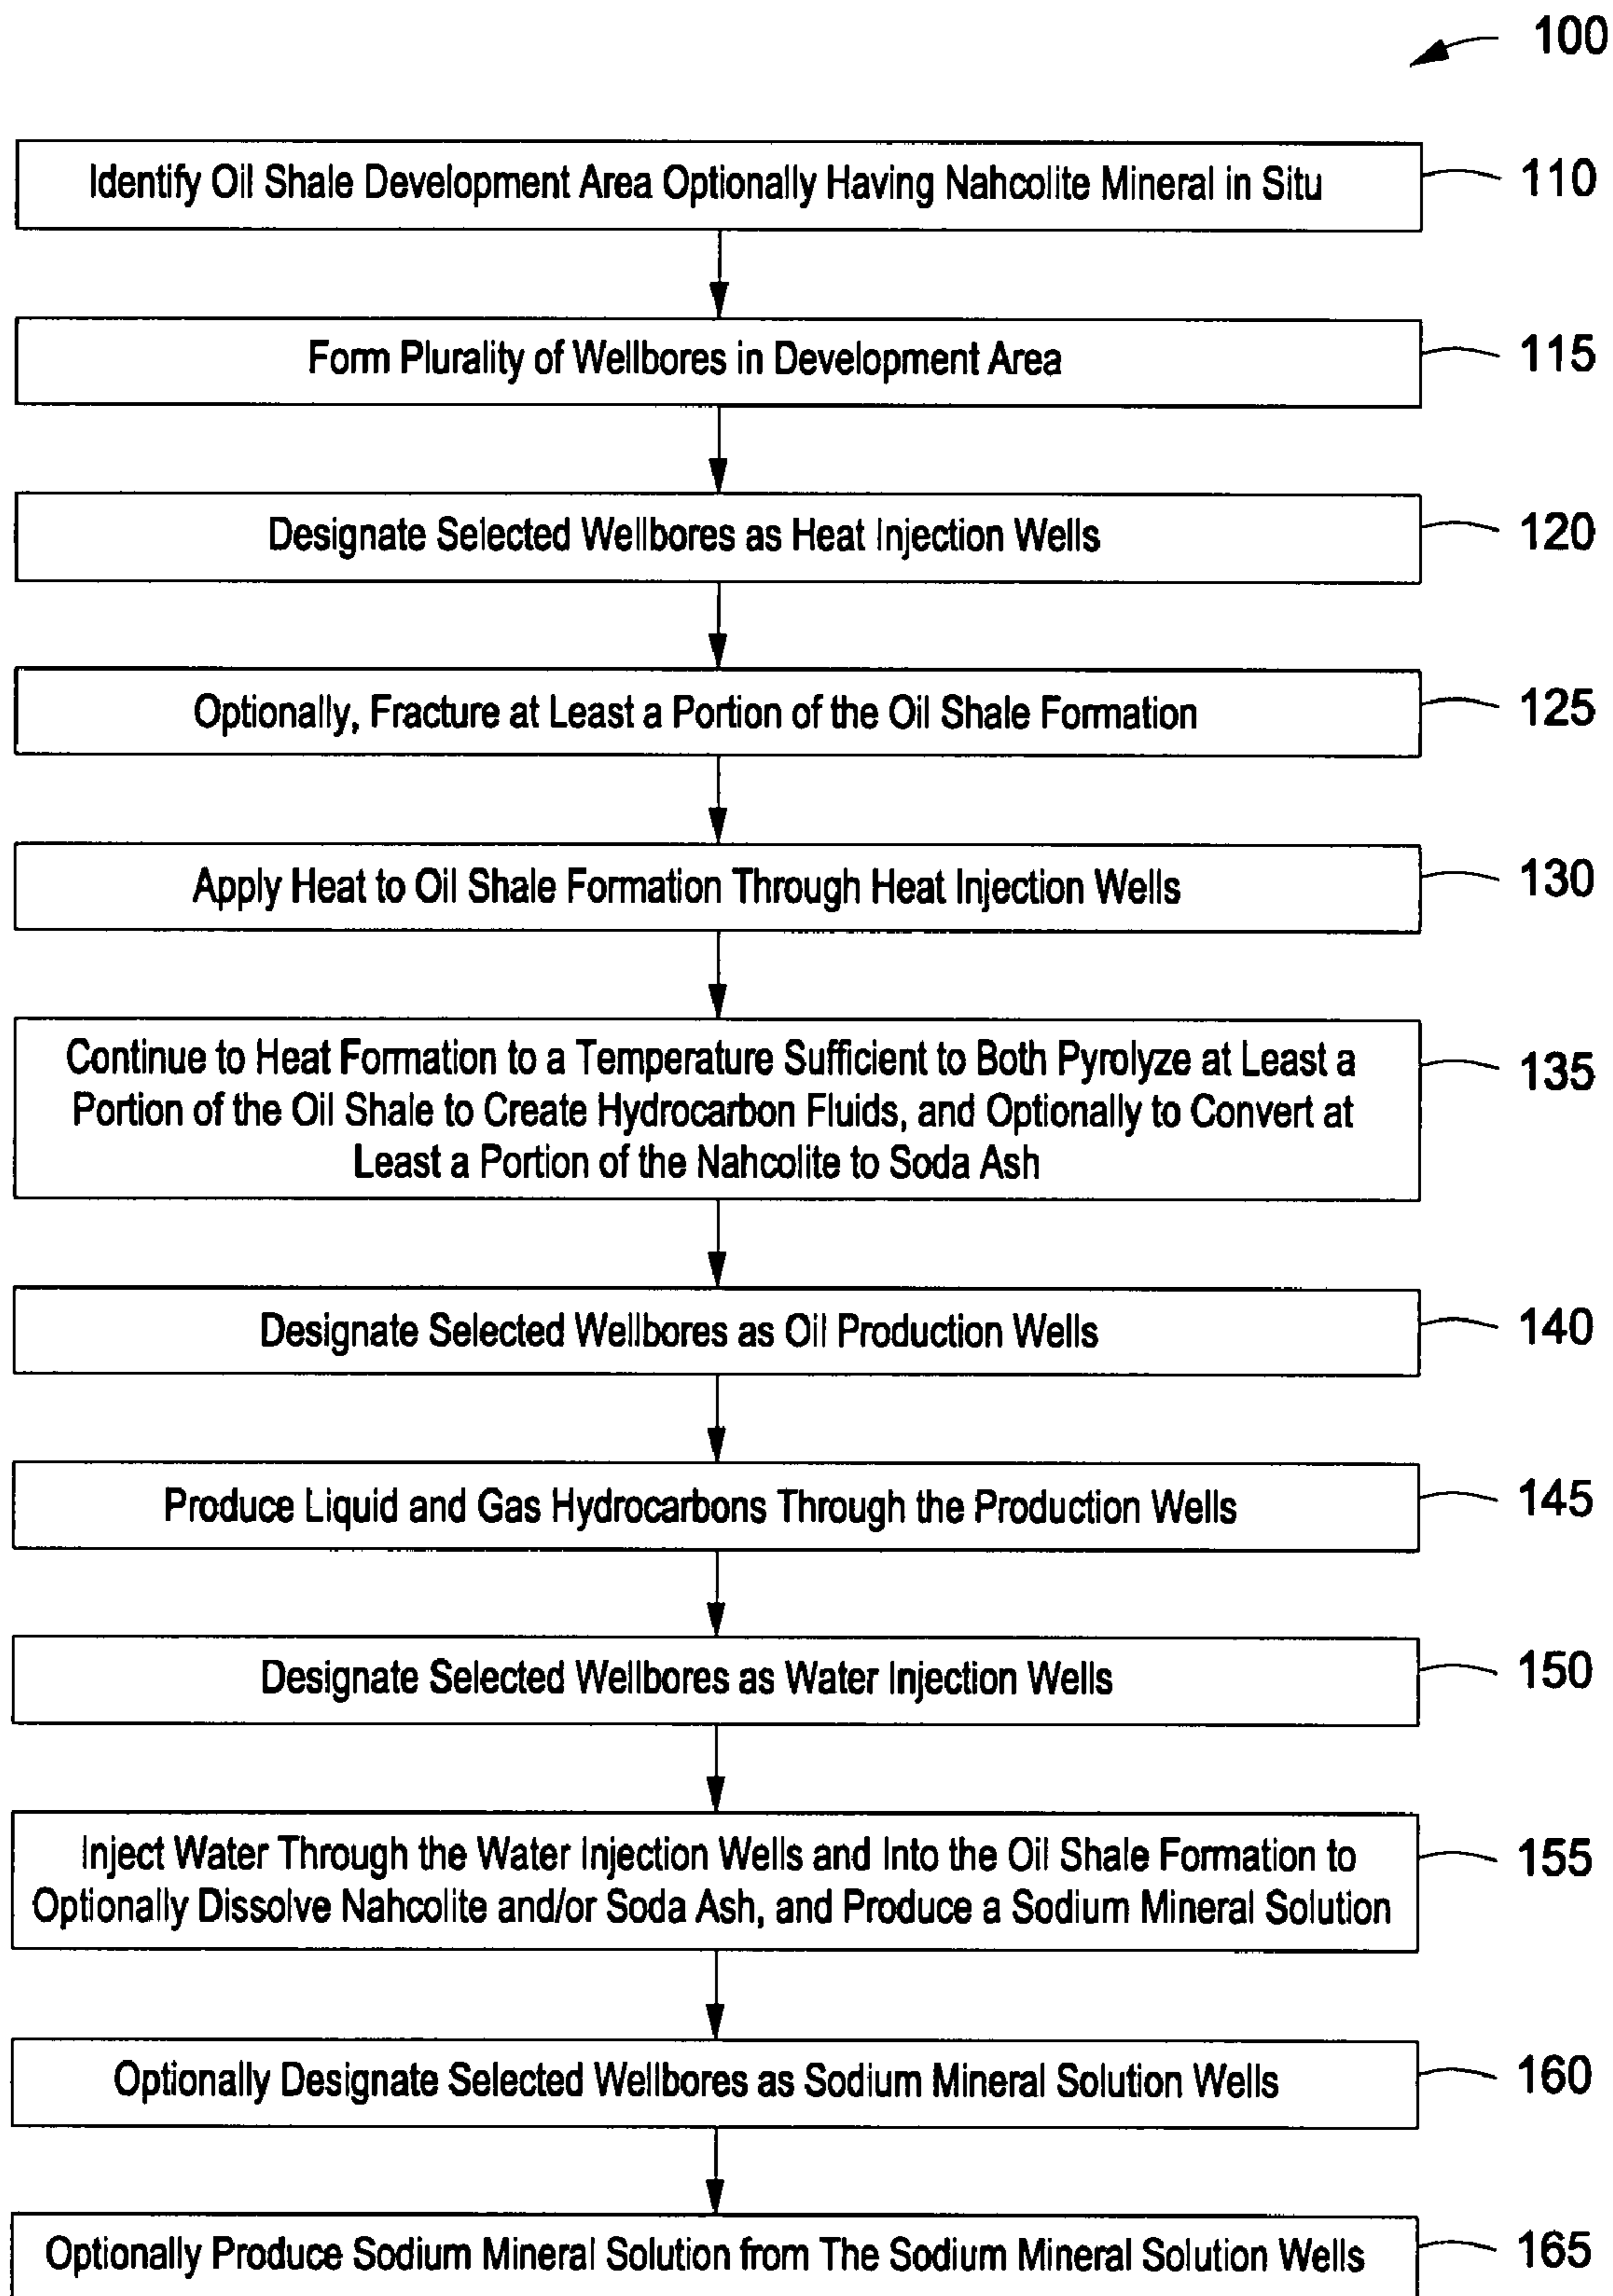 100
Identify Oil Shale Development Area Optionally Having Nahcolite Mineral in Situ
110
Form Plurality of Wellbores in Development Area
115
Designate Selected Wellbores as Heat Injection Wells
120
Optionally, Fracture at Least a Portion of the Oil Shale Formation
125
Apply Heat to Oil Shale Formation Through Heat Injection Wells
130
Continue to Heat Formation to a Temperature Sufficient to Both Pyrolyze at Least a
Portion of the Oil Shale to Create Hydrocarbon Fluids, and Optionally to Convert at
Least a Portion of the Nahcolite to Soda Ash
135
Designate Selected Wellbores as Oil Production Wells
140
Produce Liquid and Gas Hydrocarbons Through the Production Wells
145
Designate Selected Wellbores as Water Injection Wells
150
Inject Water Through the Water Injection Wells and Into the Oil Shale Formation to
Optionally Dissolve Nahcolite and/or Soda Ash, and Produce a Sodium Mineral Solution
155
Optionally Designate Selected Wellbores as Sodium Mineral Solution Wells
160
Optionally Produce Sodium Mineral Solution from The Sodium Mineral Solution Wells
165